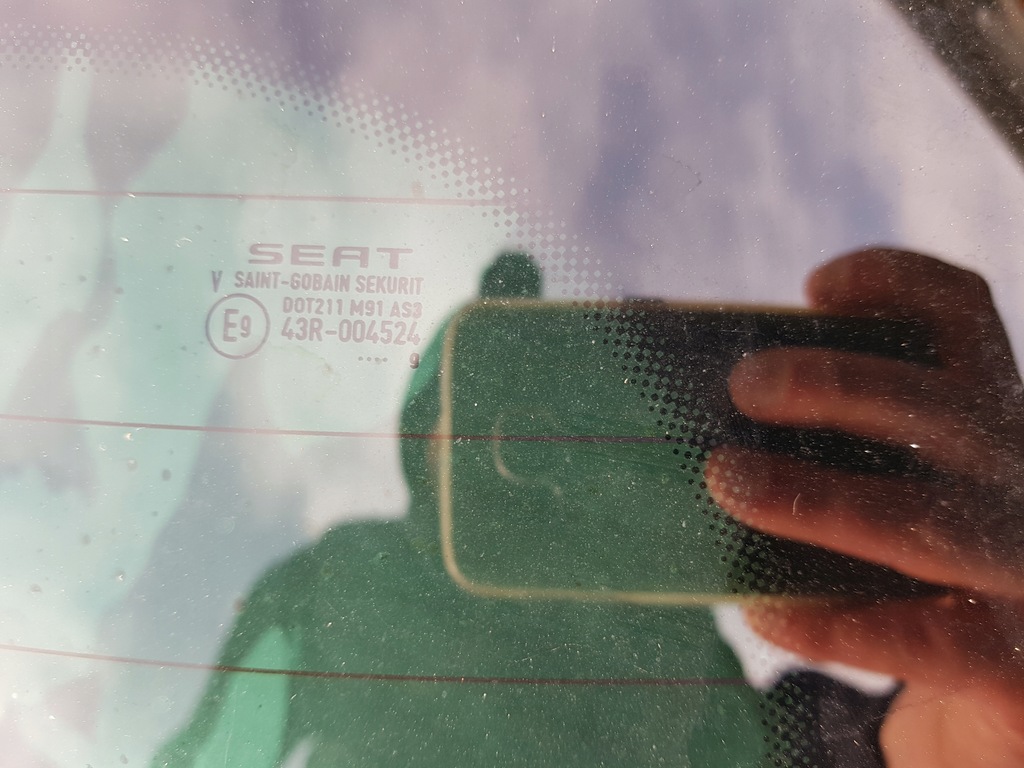 SEAT
V SAINT-GOBAIN SEKURIT
DOT211 M91 AS3
E9 43R-004524
.... 9